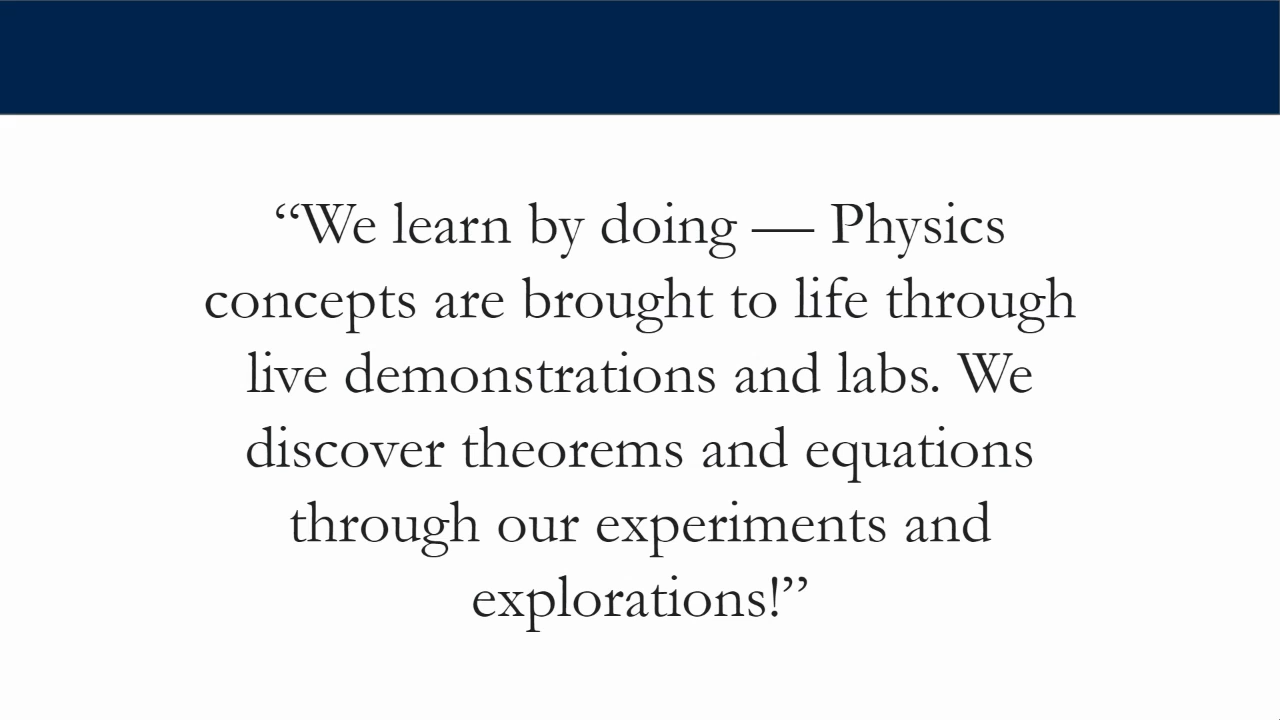 “We learn by doing — Physics
concepts are brought to life through
live demonstrations and labs. We
discover theorems and equations
through our experiments and
explorations!”